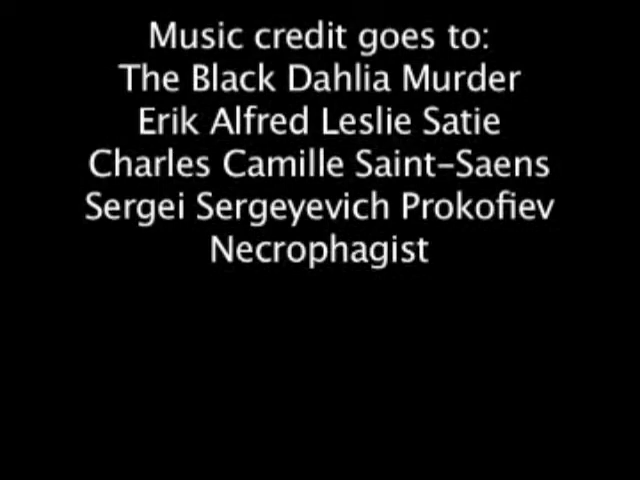 Music credit goes to:
The Black Dahlia Murder
Erik Alfred Leslie Satie
Charles Camille Saint-Saens
Sergei Sergeyevich Prokofiev
Necrophagist